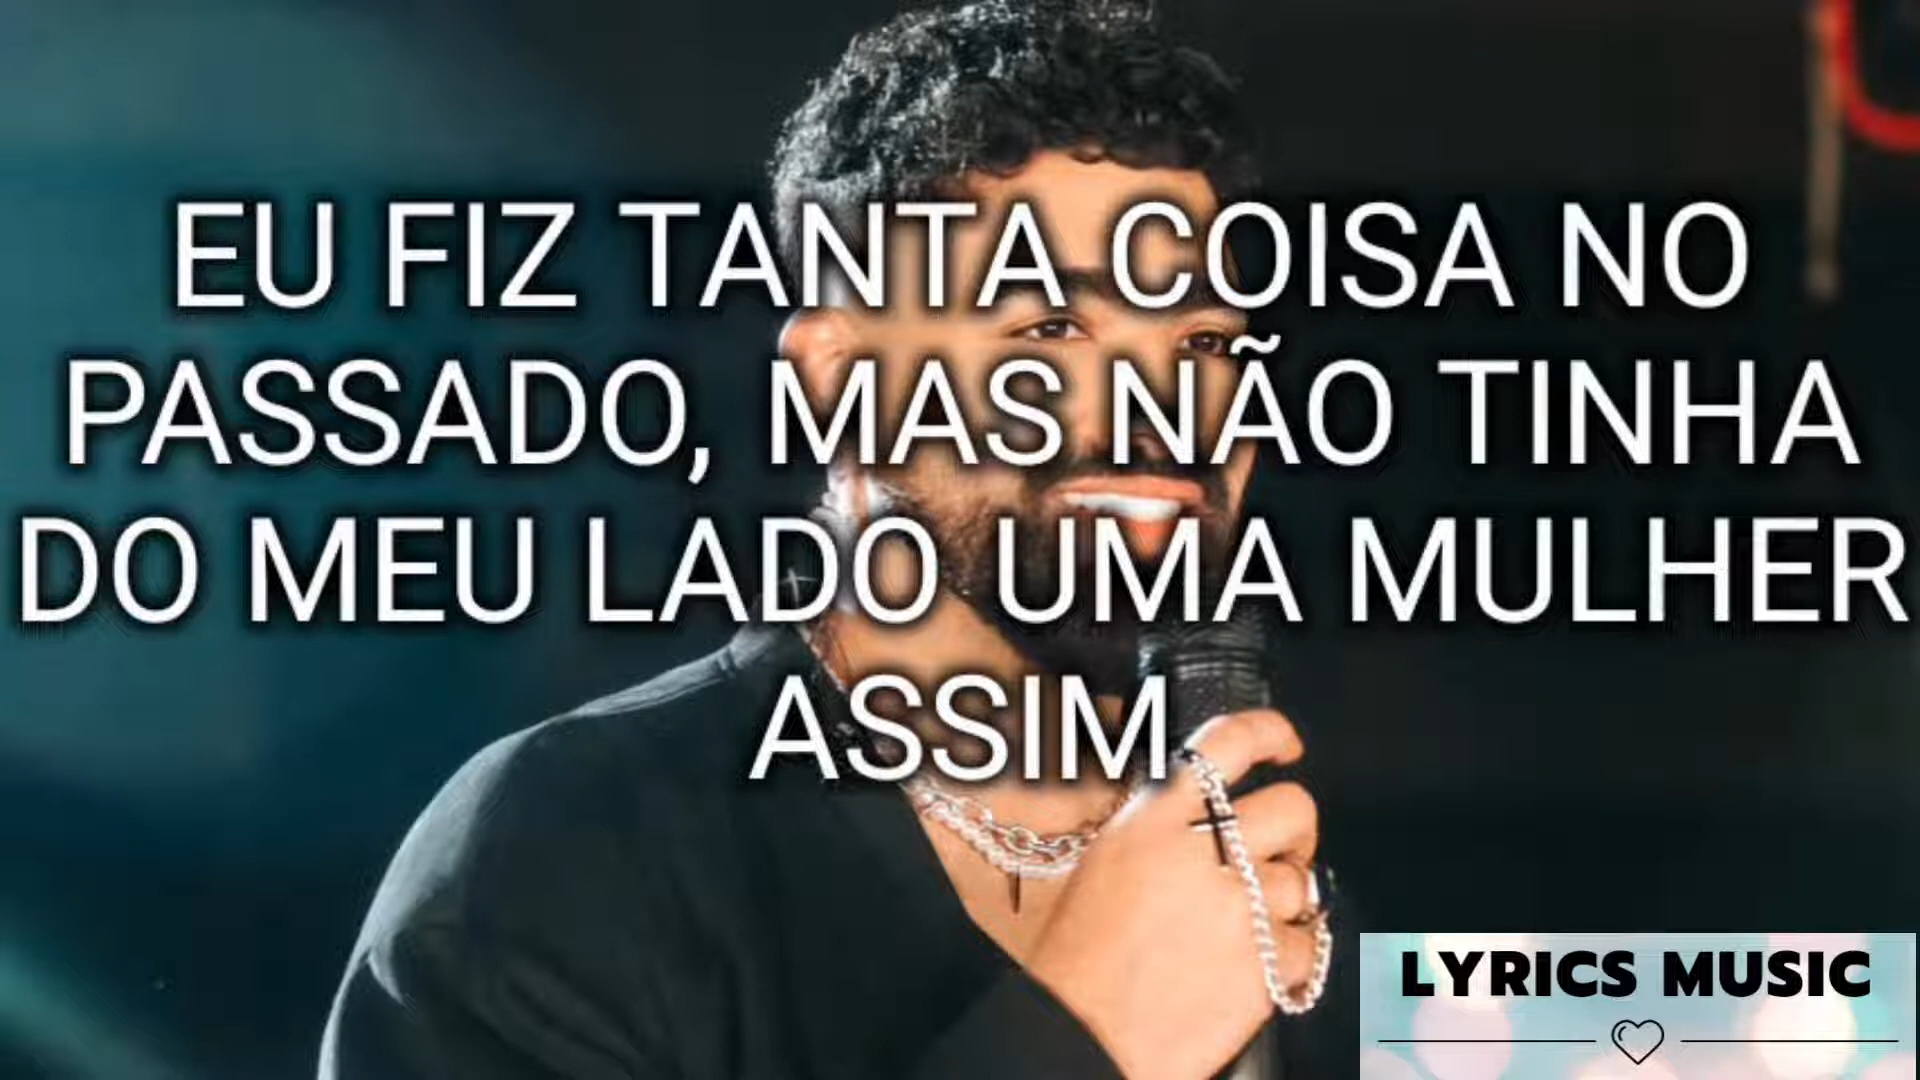 EU FIZ TANTA COISA NO
PASSADO, MAS NÃO TINHA
DO MEU LADO UMA MULHER
ASSIM
LYRICS MUSIC